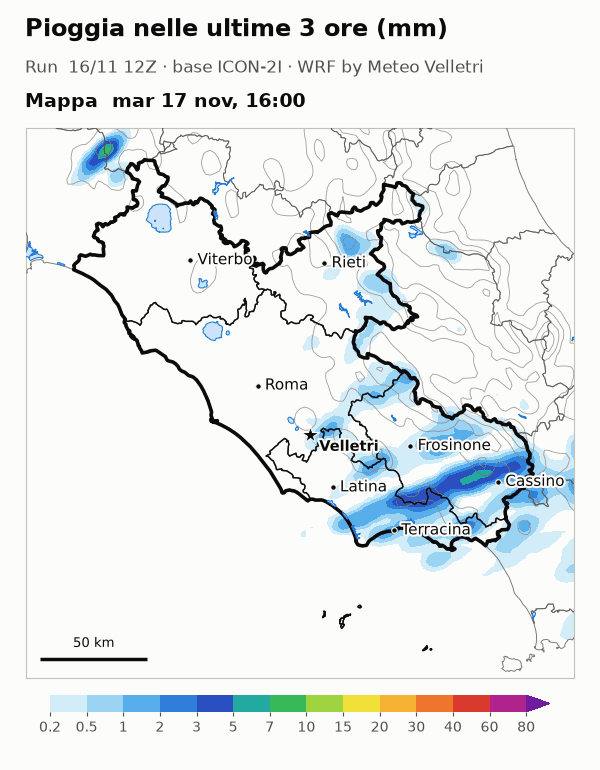 Pioggia nelle ultime 3 ore (mm)
Run  16/11 12Z · base ICON-2I · WRF by Meteo Velletri
Mappa  mar 17 nov, 16:00
Viterbo
Rieti
Roma
Velletri
Frosinone
Latina
Cassino
Terracina
50 km
0.2 0.5 1 2 3 5 7 10 15 20 30 40 60 80